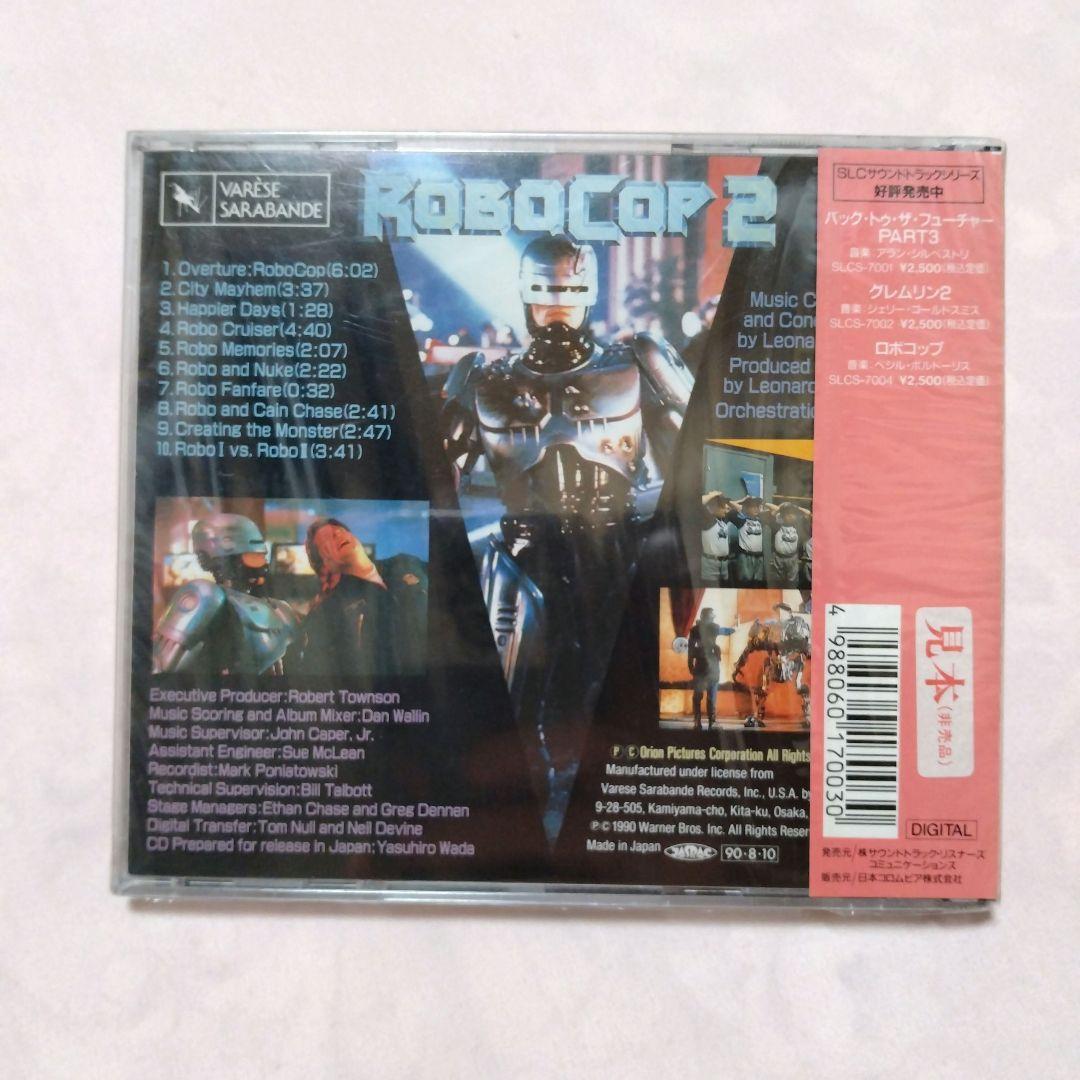 VARÈSE
SARABANDE
ROBOCOP 2
1. Overture:RoboCop(6:02)
2. City Mayhem(3:37)
3. Happier Days(1:28)
4. Robo Cruiser(4:40)
5. Robo Memories(2:07)
6. Robo and Nuke(2:22)
7. Robo Fanfare(0:32)
8. Robo and Cain Chase(2:41)
9. Creating the Monster(2:47)
10. Robo I vs. Robo II(3:41)
Music C
and Con
by Leona
Produced
by Leonar
Orchestratio
Executive Producer:Robert Townson
Music Scoring and Album Mixer:Dan Wallin
Music Supervisor:John Caper, Jr.
Assistant Engineer:Sue McLean
Recordist:Mark Poniatowski
Technical Supervision:Bill Talbott
Stage Managers:Ethan Chase and Greg Dennen
Digital Transfer:Tom Null and Neil Devine
CD Prepared for release in Japan:Yasuhiro Wada
Ⓟ Ⓒ Orion Pictures Corporation All Rights
Manufactured under license from
Varese Sarabande Records, Inc., U.S.A. by
9-28-505, Kamiyama-cho, Kita-ku, Osaka,
Ⓟ Ⓒ 1990 Warner Bros. Inc. All Rights Reser
Made in Japan JASRAC 90・8・10
SLCサウンドトラックシリーズ
好評発売中
バック・トゥ・ザ・フューチャー
PART3
音楽:アラン・シルベストリ
SLCS-7001 ¥2,500(税込定価)
グレムリン2
音楽:ジェリー・ゴールドスミス
SLCS-7002 ¥2,500(税込定価)
ロボコップ
音楽:ベジル・ポルドーリス
SLCS-7004 ¥2,500(税込定価)
4 988060 170030
見本(非売品)
DIGITAL
発売元/(株)サウンドトラック・リスナーズ
コミュニケーションズ
販売元/日本コロムビア株式会社